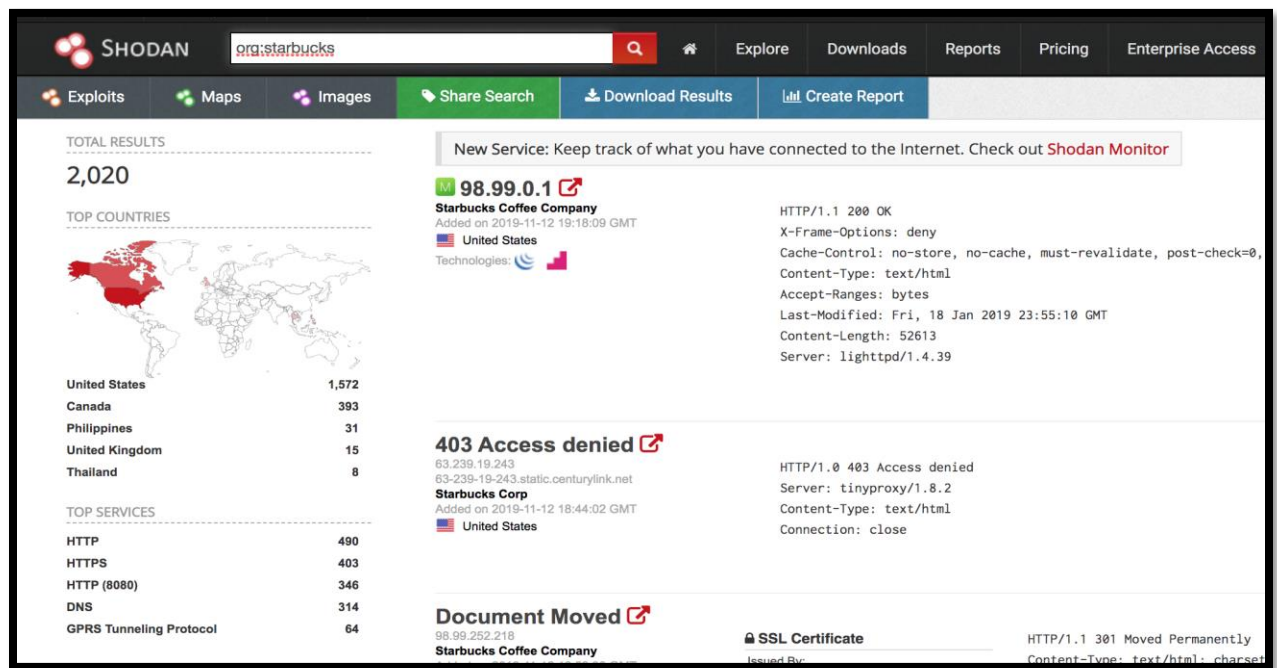 SHODAN org:starbucks Explore Downloads Reports Pricing Enterprise Access
Exploits Maps Images Share Search Download Results Create Report
TOTAL RESULTS
2,020
TOP COUNTRIES
United States 1,572
Canada 393
Philippines 31
United Kingdom 15
Thailand 8
TOP SERVICES
HTTP 490
HTTPS 403
HTTP (8080) 346
DNS 314
GPRS Tunneling Protocol 64
New Service: Keep track of what you have connected to the Internet. Check out Shodan Monitor
M 98.99.0.1
Starbucks Coffee Company
Added on 2019-11-12 19:18:09 GMT
United States
Technologies:
HTTP/1.1 200 OK
X-Frame-Options: deny
Cache-Control: no-store, no-cache, must-revalidate, post-check=0,
Content-Type: text/html
Accept-Ranges: bytes
Last-Modified: Fri, 18 Jan 2019 23:55:10 GMT
Content-Length: 52613
Server: lighttpd/1.4.39
403 Access denied
63.239.19.243
63-239-19-243.static.centurylink.net
Starbucks Corp
Added on 2019-11-12 18:44:02 GMT
United States
HTTP/1.0 403 Access denied
Server: tinyproxy/1.8.2
Content-Type: text/html
Connection: close
Document Moved
98.99.252.218
Starbucks Coffee Company
SSL Certificate
Issued By:
HTTP/1.1 301 Moved Permanently
Content-Type: text/html; charset